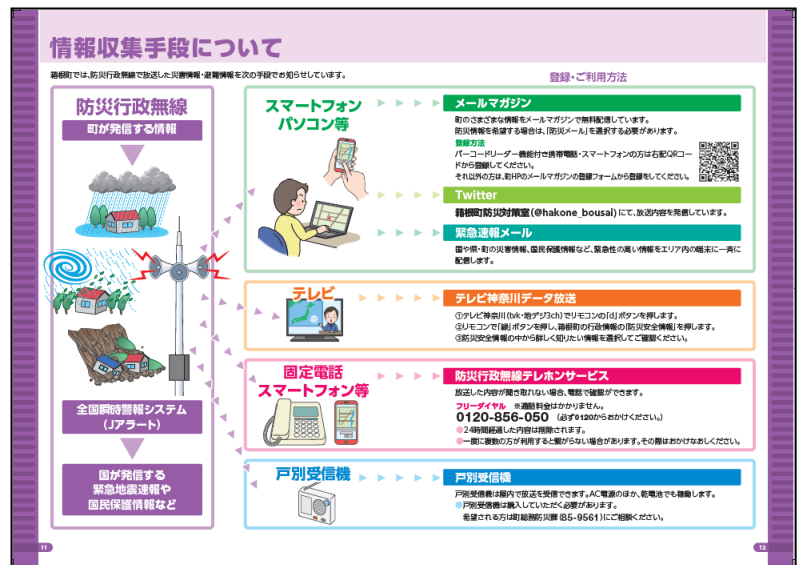 情報収集手段について
箱根町では、防災行政無線で放送した災害情報・避難情報を次の手段でお知らせしています。
登録・ご利用方法
防災行政無線
町が発信する情報
全国瞬時警報システム
（Jアラート）
国が発信する
緊急地震速報や
国民保護情報など
スマートフォン
パソコン等
メールマガジン
町のさまざまな情報をメールマガジンで無料配信しています。
防災情報を希望する場合は、「防災メール」を選択する必要があります。
登録方法
バーコードリーダー機能付き携帯電話・スマートフォンの方は右記QRコー
ドから登録してください。
それ以外の方は、町HPのメールマガジンの登録フォームから登録をしてください。
Twitter
箱根町防災対策室(@hakone_bousai)にて、放送内容を発信しています。
緊急速報メール
国や県・町の災害情報、国民保護情報など、緊急性の高い情報をエリア内の端末に一斉に
配信します。
テレビ
テレビ神奈川データ放送
①テレビ神奈川(tvk・地デジ3ch)でリモコンの「d」ボタンを押します。
②リモコンで「緑」ボタンを押し、箱根町の行政情報の「防災安全情報」を押します。
③防災安全情報の中から詳しく知りたい情報を選択してご確認ください。
固定電話
スマートフォン等
防災行政無線テレホンサービス
放送した内容が聞き取れない場合、電話で確認ができます。
フリーダイヤル ※通話料金はかかりません。
0120-856-050 (必ず0120からおかけください。)
●24時間経過した内容は削除されます。
●一度に複数の方が利用すると繋がらない場合があります。その際はおかけなおしください。
戸別受信機
戸別受信機
戸別受信機は屋内で放送を受信できます。AC電源のほか、乾電池でも稼働します。
●戸別受信機は購入していただく必要があります。
希望される方は町総務防災課(85-9561)にご相談ください。
11
12